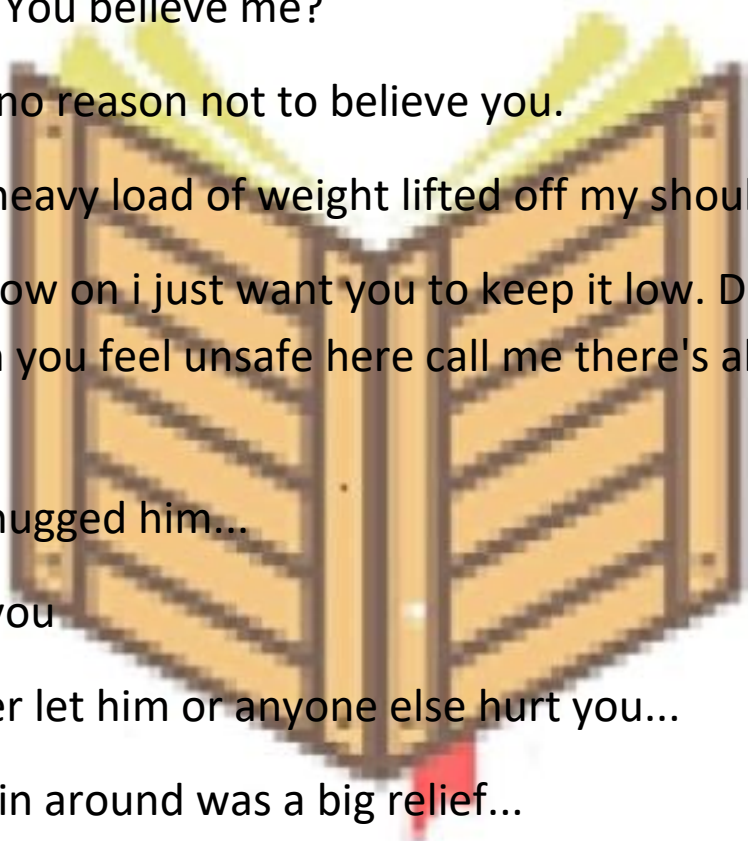 You believe me?
no reason not to believe you.
heavy load of weight lifted off my shoul
ow on i just want you to keep it low. D
you feel unsafe here call me there's al
hugged him...
you
er let him or anyone else hurt you...
in around was a big relief...